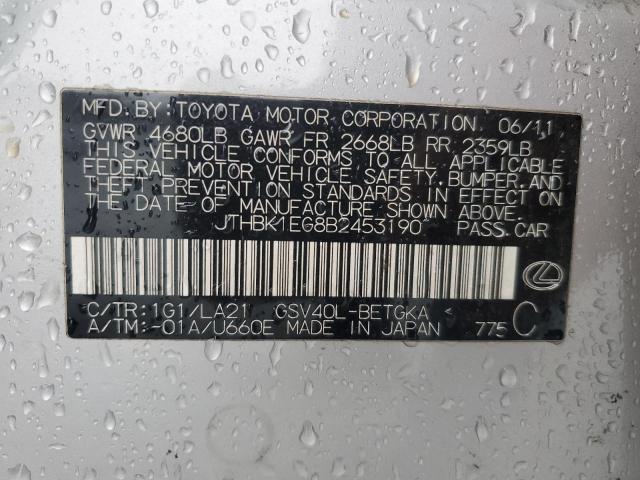 MFD. BY: TOYOTA MOTOR CORPORATION 06/11
GVWR 4680LB GAWR FR 2668LB RR 2359LB
THIS VEHICLE CONFORMS TO ALL APPLICABLE
FEDERAL MOTOR VEHICLE SAFETY, BUMPER, AND
THEFT PREVENTION STANDARDS IN EFFECT ON
THE DATE OF MANUFACTURE SHOWN ABOVE.
JTHBK1EG8B2453190 PASS. CAR
C/TR: 1G1/LA21 GSV40L-BETGKA C
A/TM: -01A/U660E MADE IN JAPAN 775